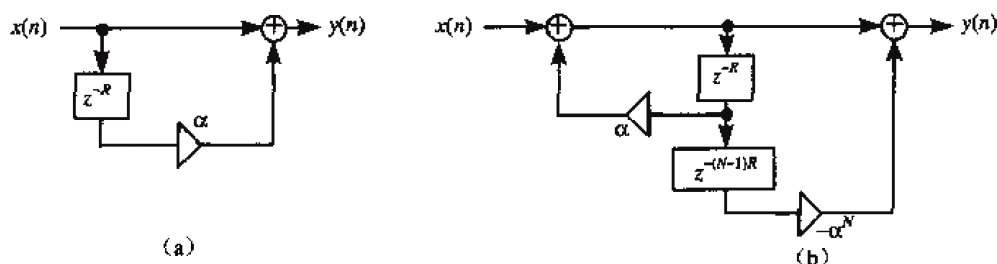 x(n) + y(n)
z^{-R}
α
(a)
x(n) + + y(n)
z^{-R}
α
z^{-(N-1)R}
-α^N
(b)